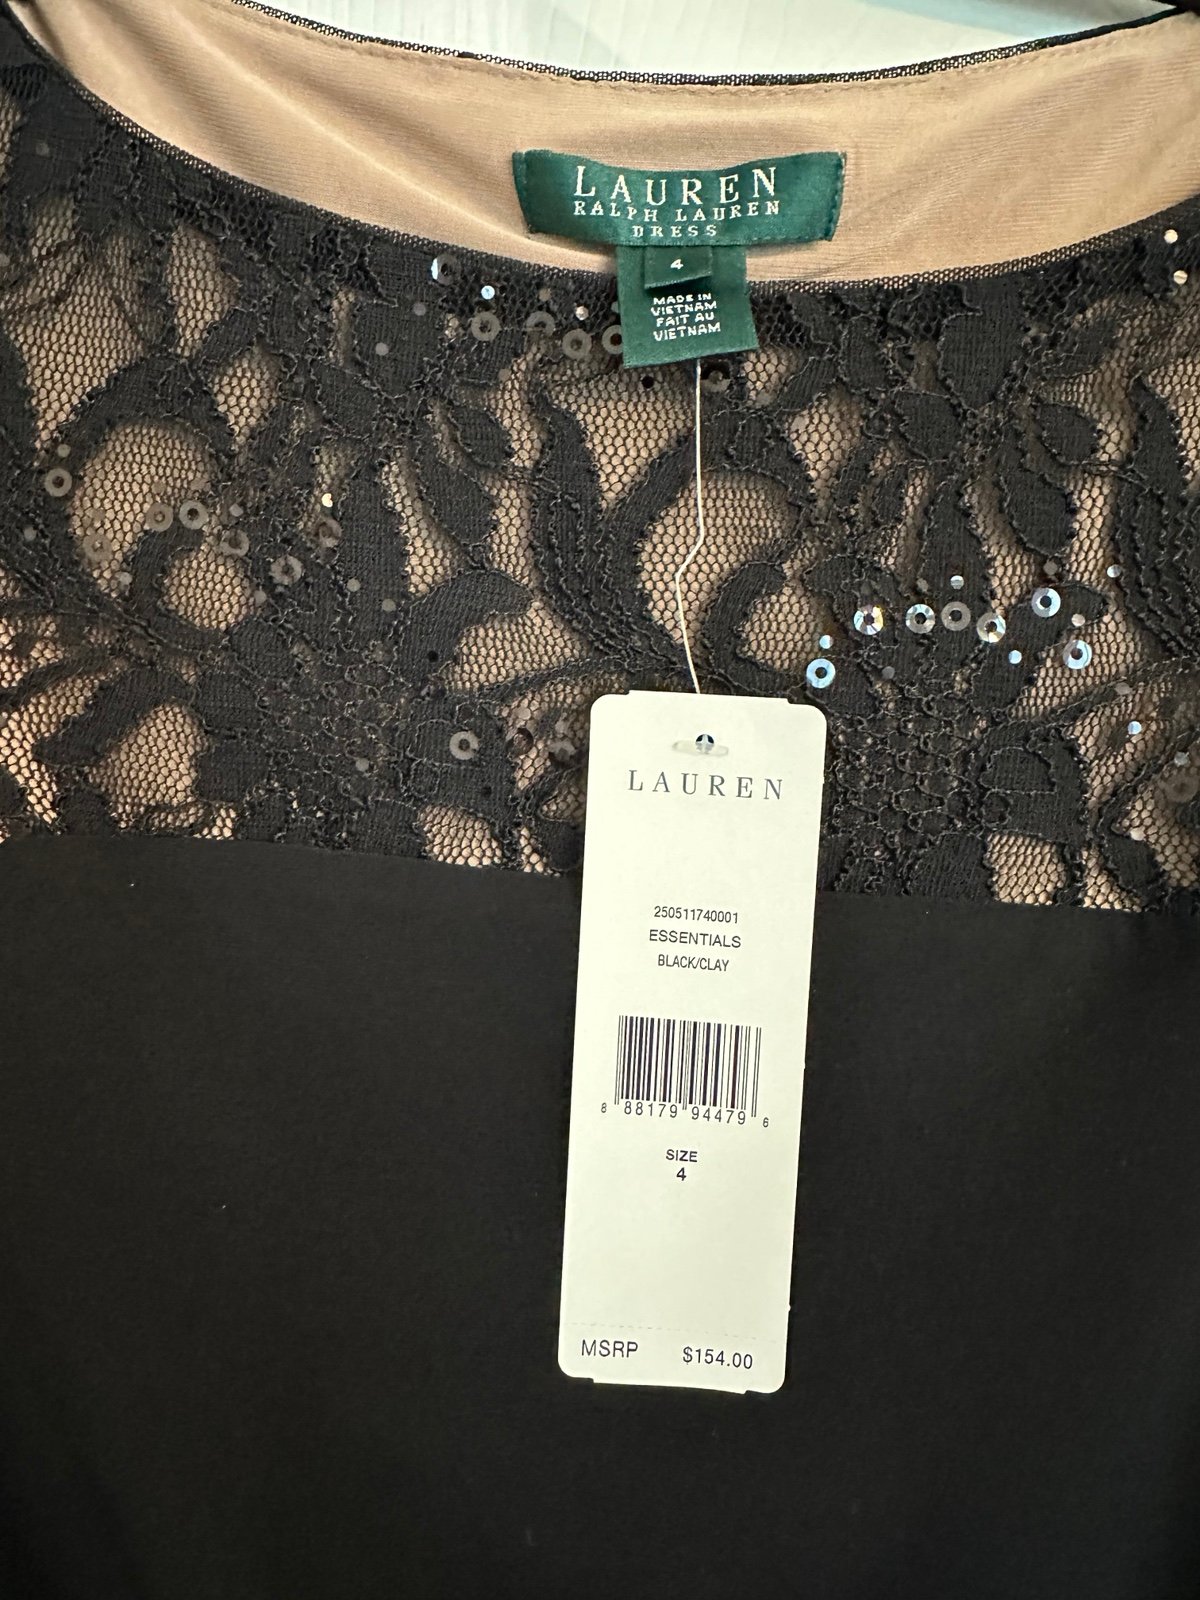 LAUREN
RALPH LAUREN
DRESS
4
MADE IN
VIETNAM
FAIT AU
VIETNAM
LAUREN
250511740001
ESSENTIALS
BLACK/CLAY
8 88179 94479 6
SIZE
4
MSRP $154.00